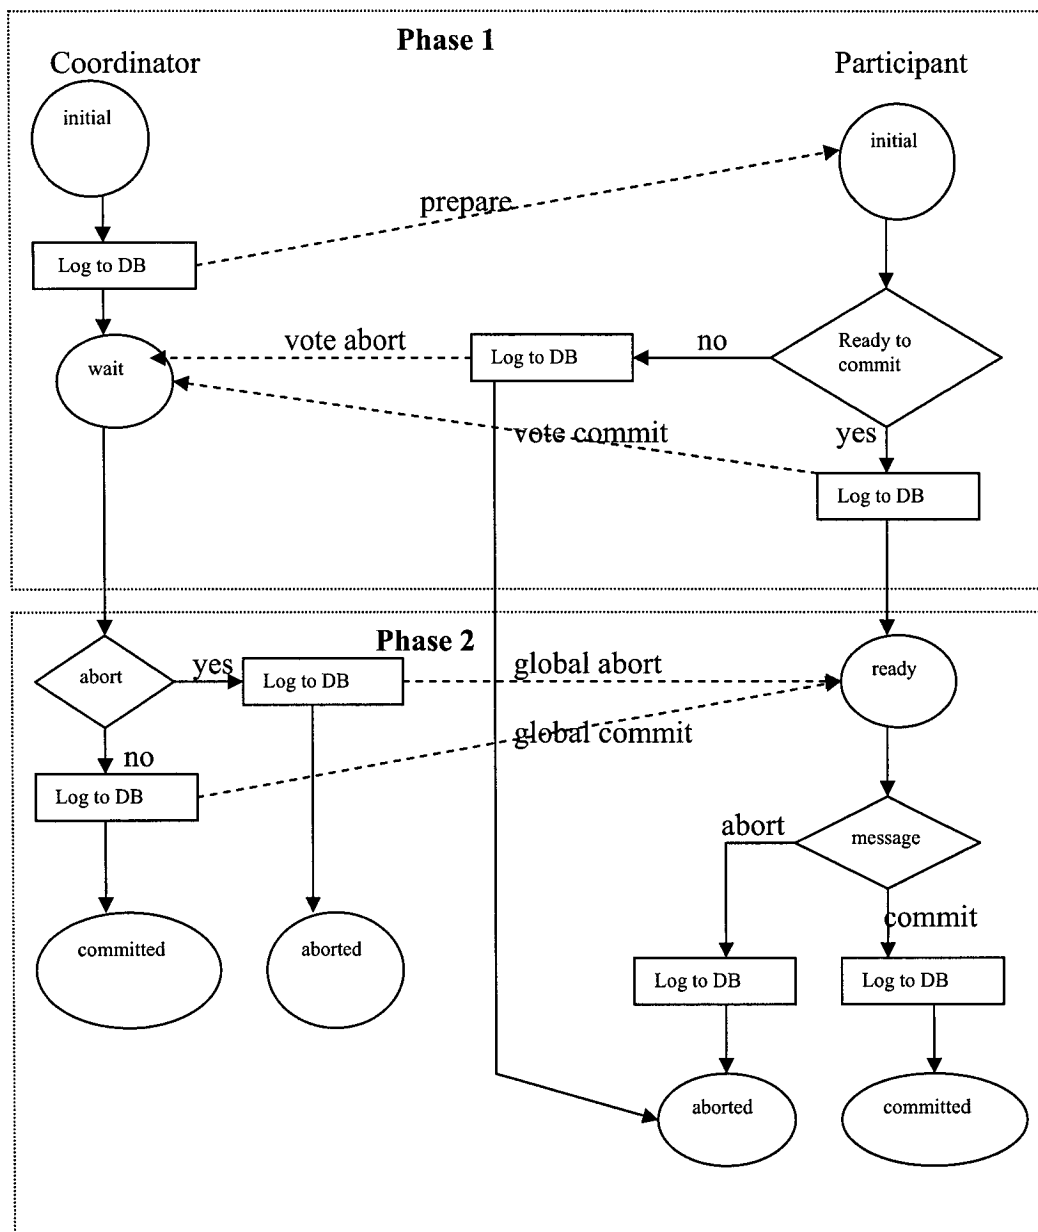 Phase 1
Coordinator
Participant
initial
initial
prepare
Log to DB
vote abort
no
Ready to
commit
Log to DB
wait
vote commit
yes
Log to DB
Phase 2
abort
yes
Log to DB
global abort
ready
global commit
no
Log to DB
abort
message
commit
committed
aborted
Log to DB
Log to DB
aborted
committed